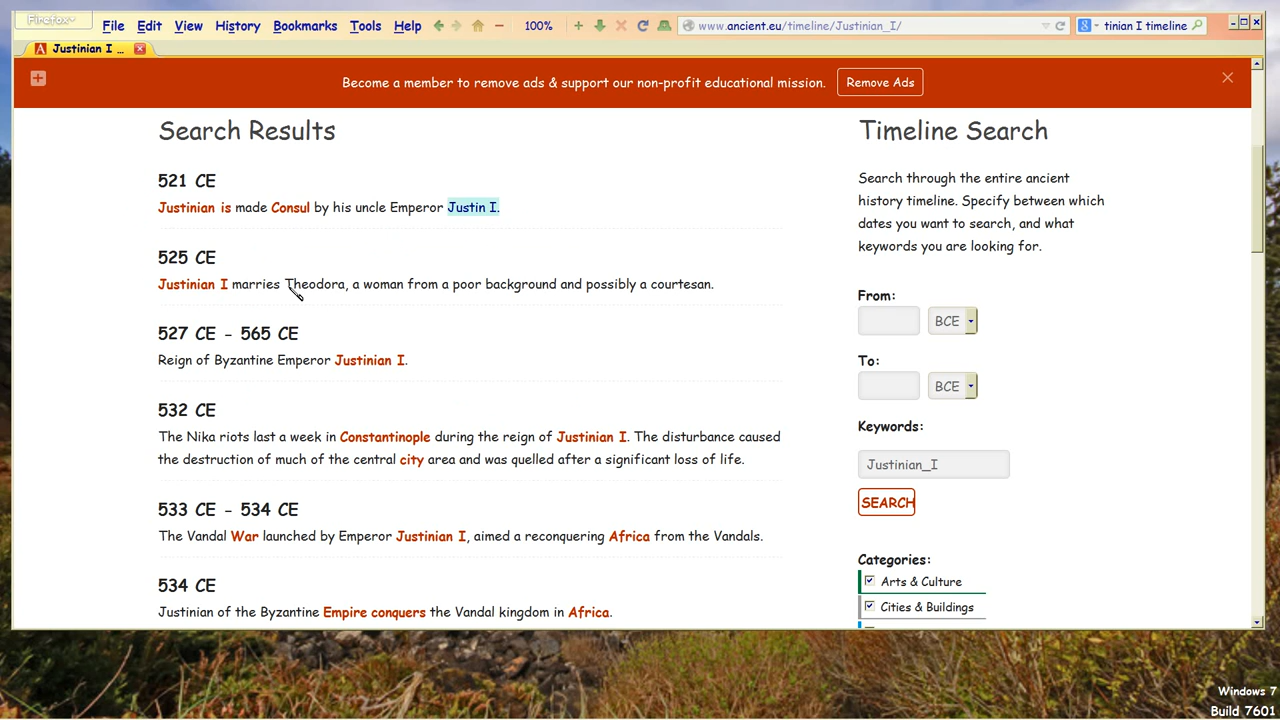 Firefox
File Edit View History Bookmarks Tools Help 100% www.ancient.eu/timeline/Justinian_I/ tinian I timeline
Justinian I ...
Become a member to remove ads & support our non-profit educational mission. Remove Ads
Search Results
521 CE
Justinian is made Consul by his uncle Emperor Justin I.
525 CE
Justinian I marries Theodora, a woman from a poor background and possibly a courtesan.
527 CE - 565 CE
Reign of Byzantine Emperor Justinian I.
532 CE
The Nika riots last a week in Constantinople during the reign of Justinian I. The disturbance caused
the destruction of much of the central city area and was quelled after a significant loss of life.
533 CE - 534 CE
The Vandal War launched by Emperor Justinian I, aimed a reconquering Africa from the Vandals.
534 CE
Justinian of the Byzantine Empire conquers the Vandal kingdom in Africa.
Timeline Search
Search through the entire ancient
history timeline. Specify between which
dates you want to search, and what
keywords you are looking for.
From:
BCE
To:
BCE
Keywords:
Justinian_I
SEARCH
Categories:
Arts & Culture
Cities & Buildings
Windows 7
Build 7601